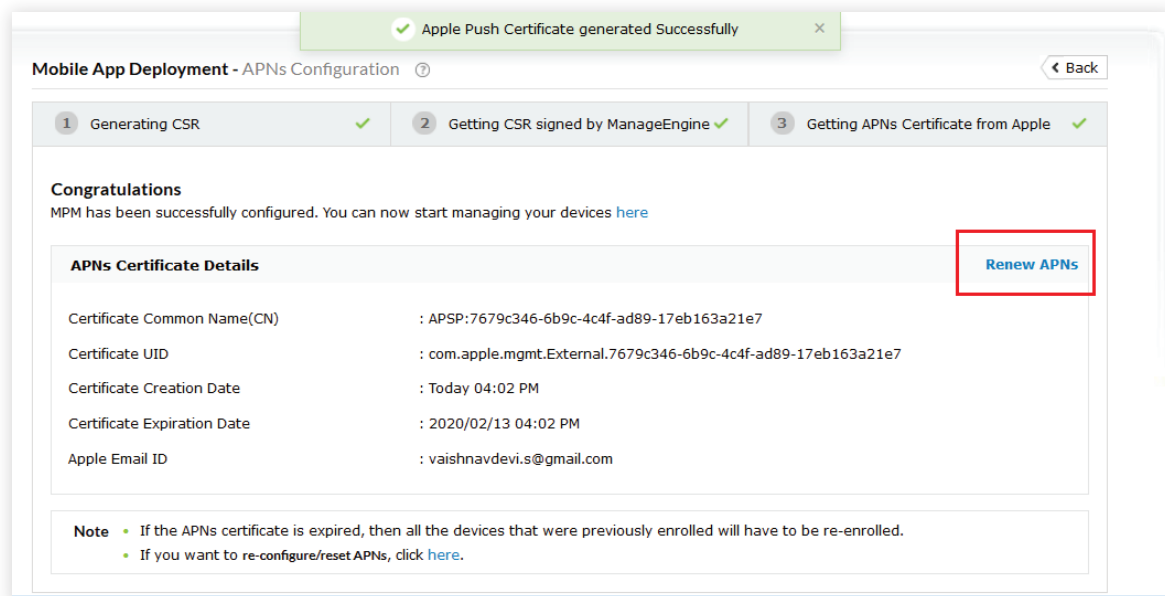 Apple Push Certificate generated Successfully ×
Mobile App Deployment - APNs Configuration ?
Back
1 Generating CSR
2 Getting CSR signed by ManageEngine
3 Getting APNs Certificate from Apple
Congratulations
MPM has been successfully configured. You can now start managing your devices here
APNs Certificate Details
Renew APNs
Certificate Common Name(CN) : APSP:7679c346-6b9c-4c4f-ad89-17eb163a21e7
Certificate UID : com.apple.mgmt.External.7679c346-6b9c-4c4f-ad89-17eb163a21e7
Certificate Creation Date : Today 04:02 PM
Certificate Expiration Date : 2020/02/13 04:02 PM
Apple Email ID : vaishnavdevi.s@gmail.com
Note • If the APNs certificate is expired, then all the devices that were previously enrolled will have to be re-enrolled.
• If you want to re-configure/reset APNs, click here.